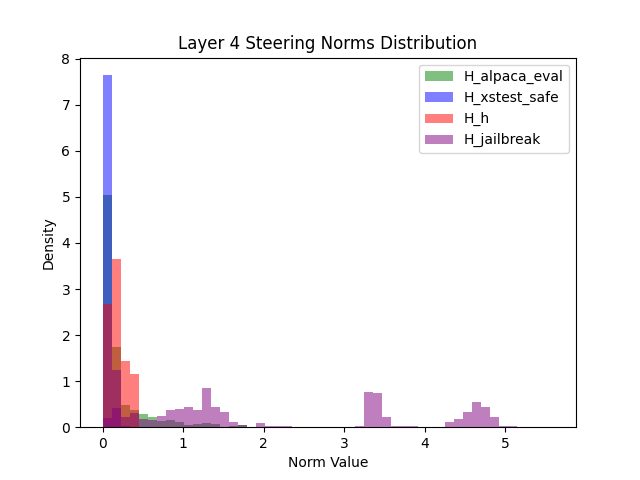 Layer 4 Steering Norms Distribution
H_alpaca_eval
H_xstest_safe
H_h
H_jailbreak
Density
8
7
6
5
4
3
2
1
0
0 1 2 3 4 5
Norm Value